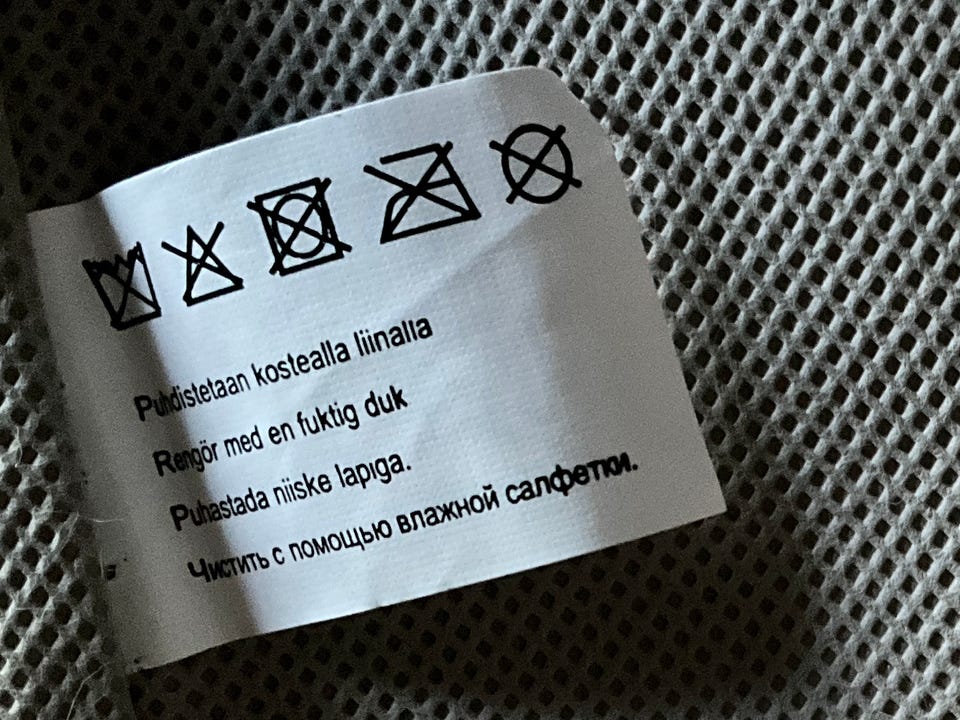 Puhdistetaan kostealla liinalla
Rengör med en fuktig duk
Puhastada niiske lapiga.
Чистить с помощью влажной салфетки.